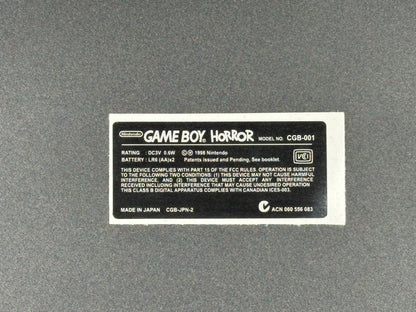 Nintendo GAME BOY HORROR MODEL NO. CGB-001
RATING : DC3V 0.6W © 1998 Nintendo
BATTERY : LR6 (AA)x2 Patents issued and Pending, See booklet
VCI
THIS DEVICE COMPLIES WITH PART 15 OF THE FCC RULES. OPERATION IS SUBJECT
TO THE FOLLOWING TWO CONDITIONS: (1) THIS DEVICE MAY NOT CAUSE HARMFUL
INTERFERENCE, AND (2) THIS DEVICE MUST ACCEPT ANY INTERFERENCE
RECEIVED INCLUDING INTERFERENCE THAT MAY CAUSE UNDESIRED OPERATION
THIS CLASS B DIGITAL APPARATUS COMPLIES WITH CANADIAN ICES-003.
MADE IN JAPAN CGB-JPN-2 ACN 060 556 083